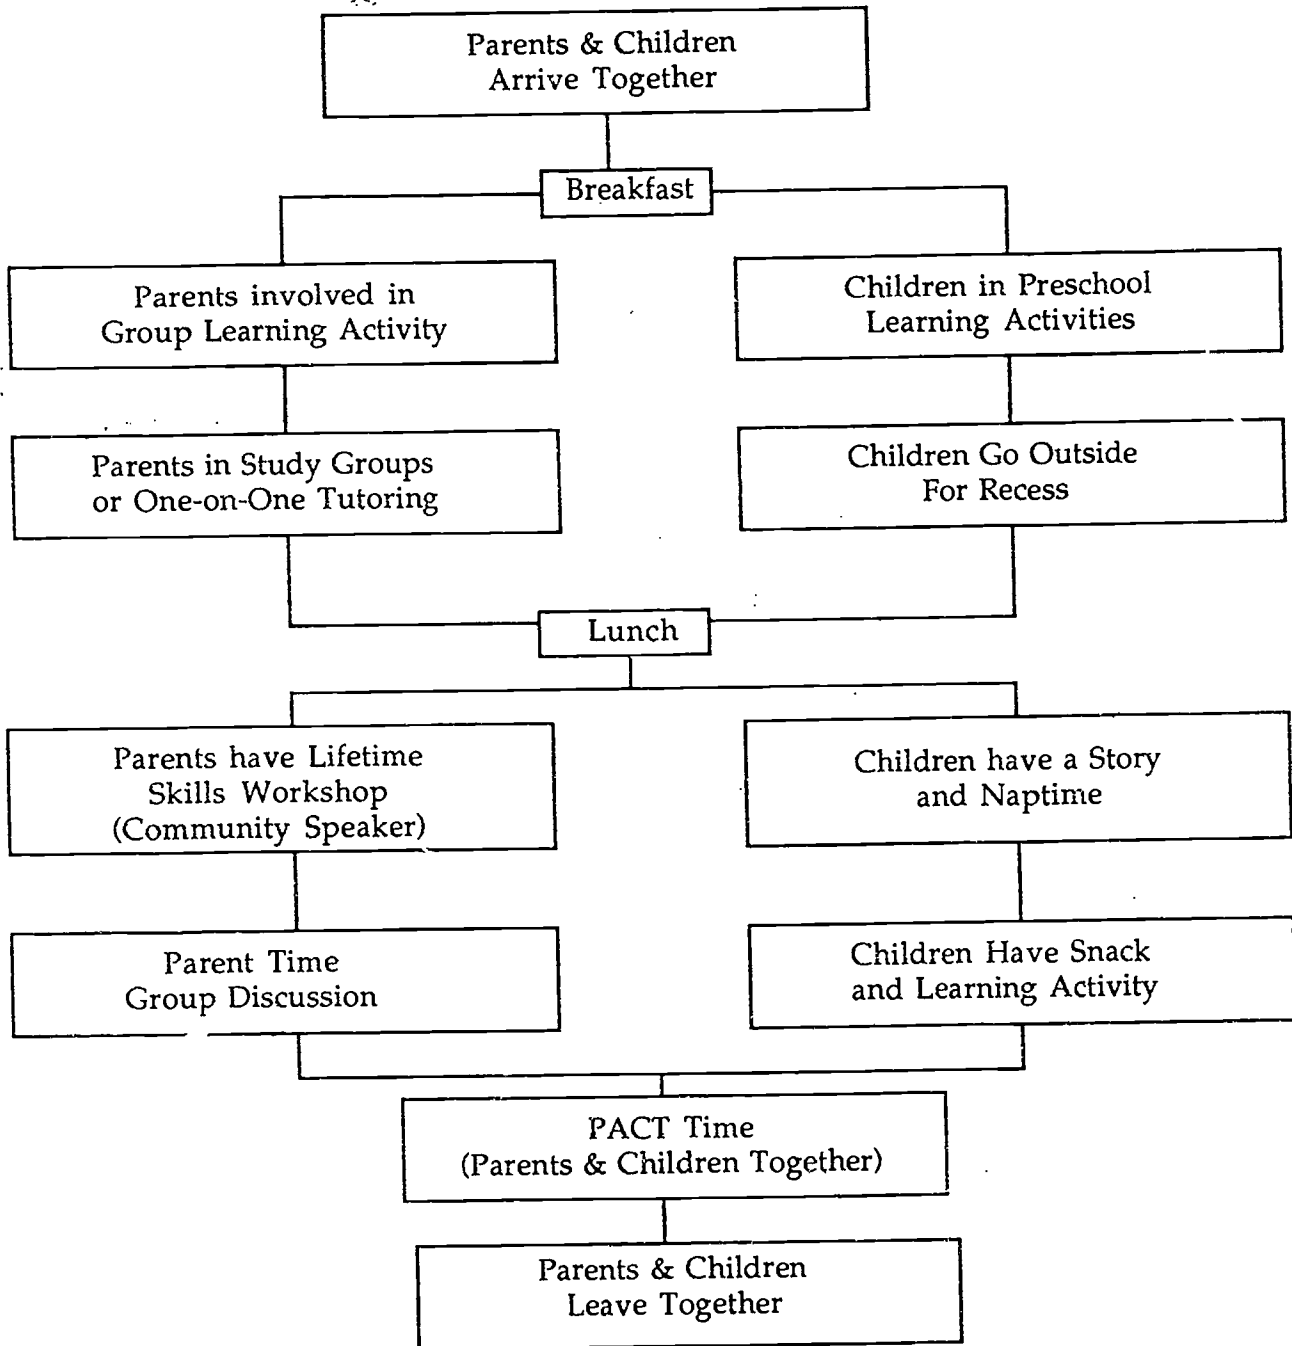 Parents & Children
Arrive Together
Breakfast
Parents involved in
Group Learning Activity
Children in Preschool
Learning Activities
Parents in Study Groups
or One-on-One Tutoring
Children Go Outside
For Recess
Lunch
Parents have Lifetime
Skills Workshop
(Community Speaker)
Children have a Story
and Naptime
Parent Time
Group Discussion
Children Have Snack
and Learning Activity
PACT Time
(Parents & Children Together)
Parents & Children
Leave Together